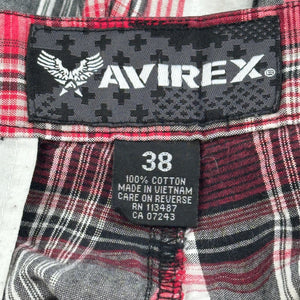 AVIREX
38
100% COTTON
MADE IN VIETNAM
CARE ON REVERSE
RN 113487
CA 07243